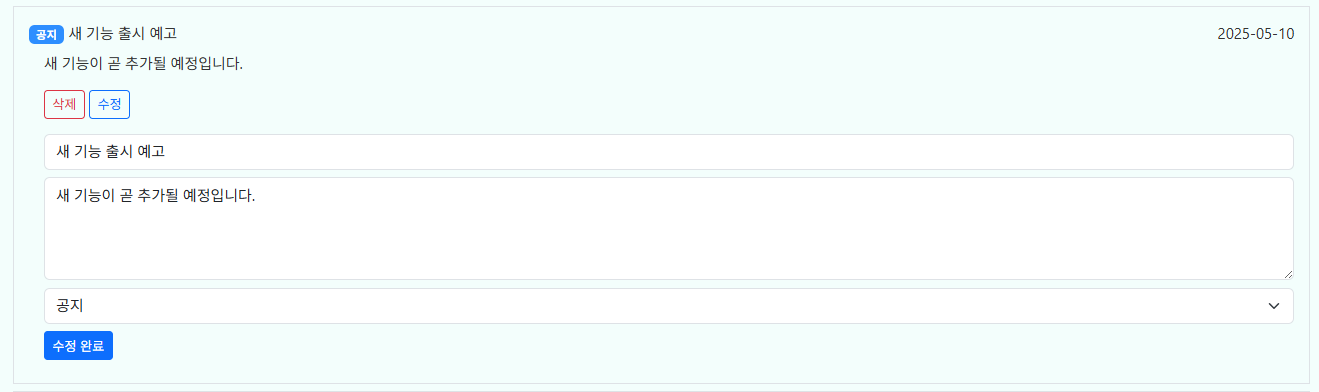 공지 새 기능 출시 예고 2025-05-10
새 기능이 곧 추가될 예정입니다.
삭제 수정
새 기능 출시 예고
새 기능이 곧 추가될 예정입니다.
공지
수정 완료